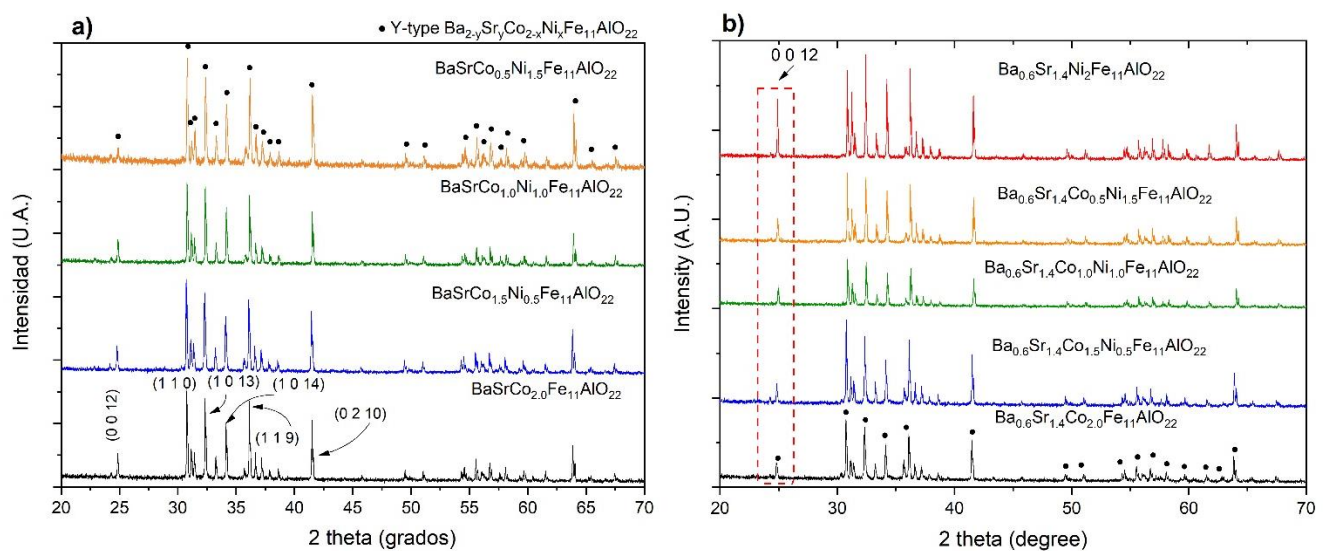 a)
● Y-type Ba₂₋ySryCo₂₋ₓNiₓFe₁₁AlO₂₂
BaSrCo₀.₅Ni₁.₅Fe₁₁AlO₂₂
BaSrCo₁.₀Ni₁.₀Fe₁₁AlO₂₂
BaSrCo₁.₅Ni₀.₅Fe₁₁AlO₂₂
BaSrCo₂.₀Fe₁₁AlO₂₂
(0 0 12)
(1 1 0)
(1 0 13)
(1 0 14)
(1 1 9)
(0 2 10)
Intensidad (U.A.)
20 25 30 35 40 45 50 55 60 65 70
2 theta (grados)
b)
0 0 12
Ba₀.₆Sr₁.₄Ni₂Fe₁₁AlO₂₂
Ba₀.₆Sr₁.₄Co₀.₅Ni₁.₅Fe₁₁AlO₂₂
Ba₀.₆Sr₁.₄Co₁.₀Ni₁.₀Fe₁₁AlO₂₂
Ba₀.₆Sr₁.₄Co₁.₅Ni₀.₅Fe₁₁AlO₂₂
Ba₀.₆Sr₁.₄Co₂.₀Fe₁₁AlO₂₂
Intensity (A.U.)
20 30 40 50 60 70
2 theta (degree)